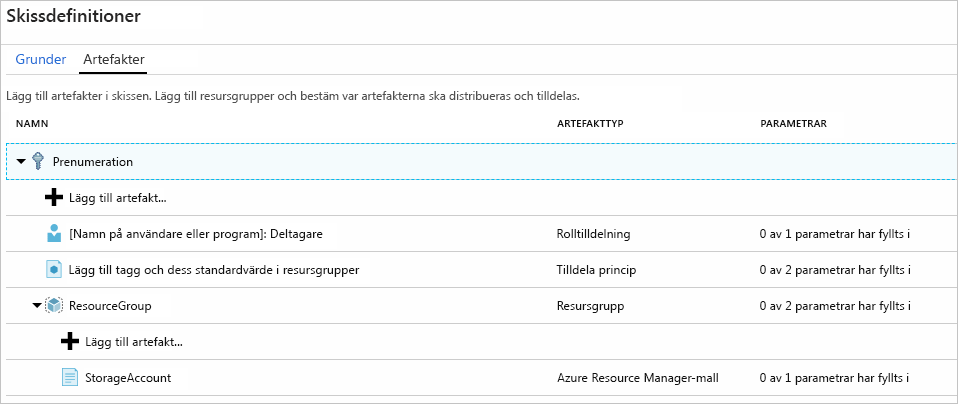 Skissdefinitioner
Grunder Artefakter
Lägg till artefakter i skissen. Lägg till resursgrupper och bestäm var artefakterna ska distribueras och tilldelas.
NAMN ARTEFAKTTYP PARAMETRAR
Prenumeration
Lägg till artefakt...
[Namn på användare eller program]: Deltagare Rolltilldelning 0 av 1 parametrar har fyllts i
Lägg till tagg och dess standardvärde i resursgrupper Tilldela princip 0 av 2 parametrar har fyllts i
ResourceGroup Resursgrupp 0 av 2 parametrar har fyllts i
Lägg till artefakt...
StorageAccount Azure Resource Manager-mall 0 av 1 parametrar har fyllts i